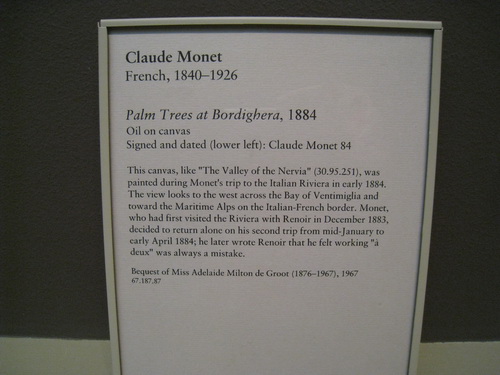 Claude Monet
French, 1840–1926
Palm Trees at Bordighera, 1884
Oil on canvas
Signed and dated (lower left): Claude Monet 84
This canvas, like "The Valley of the Nervia" (30.95.251), was
painted during Monet's trip to the Italian Riviera in early 1884.
The view looks to the west across the Bay of Ventimiglia and
toward the Maritime Alps on the Italian-French border. Monet,
who had first visited the Riviera with Renoir in December 1883,
decided to return alone on his second trip from mid-January to
early April 1884; he later wrote Renoir that he felt working "à
deux" was always a mistake.
Bequest of Miss Adelaide Milton de Groot (1876–1967), 1967
67.187.87